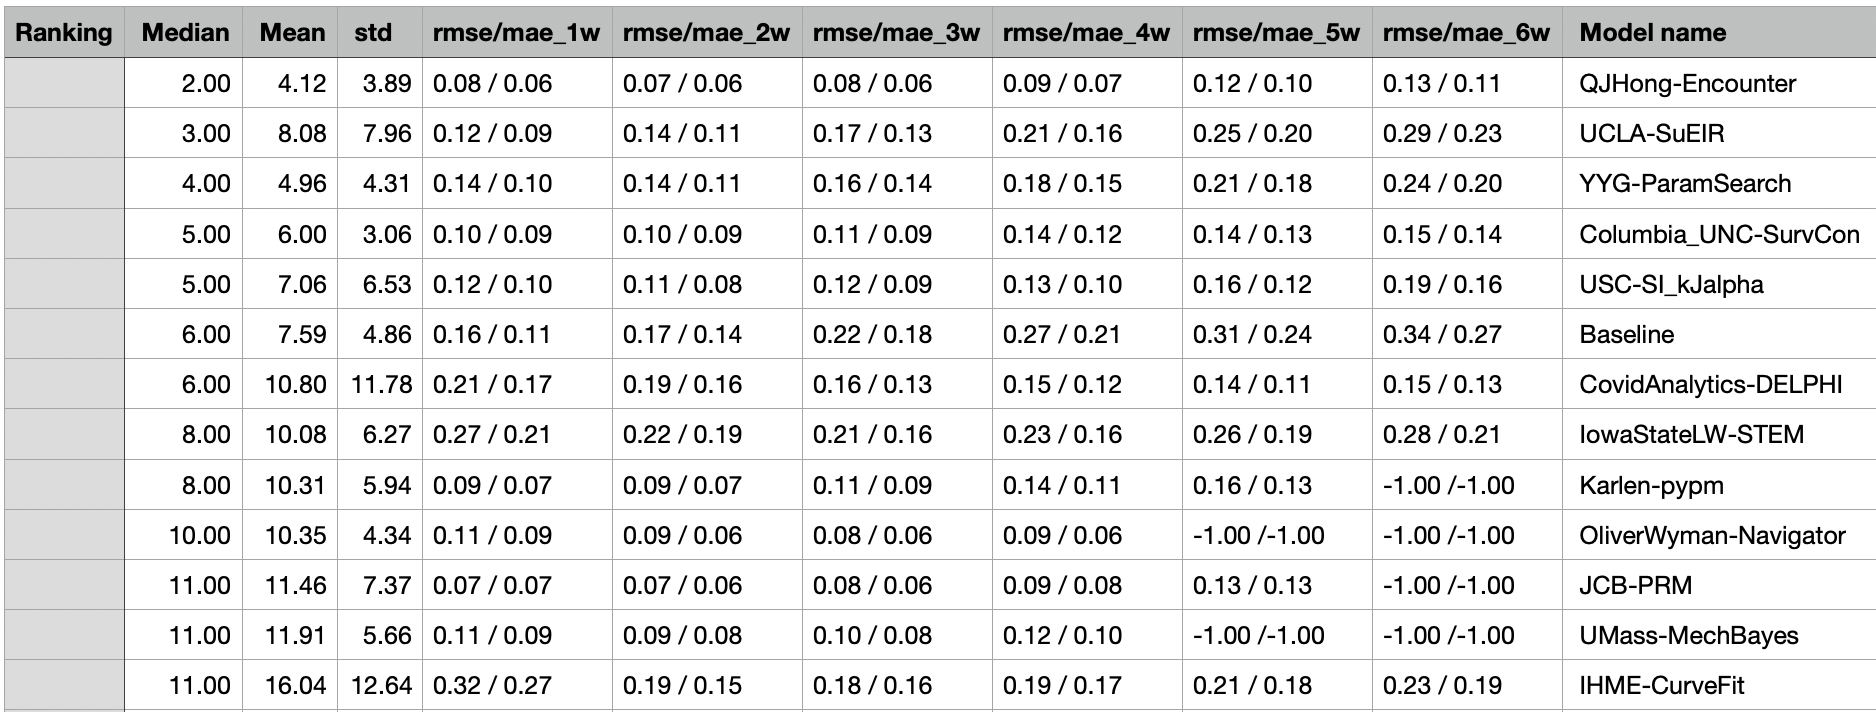 Ranking Median Mean std rmse/mae_1w rmse/mae_2w rmse/mae_3w rmse/mae_4w rmse/mae_5w rmse/mae_6w Model name
2.00 4.12 3.89 0.08 / 0.06 0.07 / 0.06 0.08 / 0.06 0.09 / 0.07 0.12 / 0.10 0.13 / 0.11 QJHong-Encounter
3.00 8.08 7.96 0.12 / 0.09 0.14 / 0.11 0.17 / 0.13 0.21 / 0.16 0.25 / 0.20 0.29 / 0.23 UCLA-SuEIR
4.00 4.96 4.31 0.14 / 0.10 0.14 / 0.11 0.16 / 0.14 0.18 / 0.15 0.21 / 0.18 0.24 / 0.20 YYG-ParamSearch
5.00 6.00 3.06 0.10 / 0.09 0.10 / 0.09 0.11 / 0.09 0.14 / 0.12 0.14 / 0.13 0.15 / 0.14 Columbia_UNC-SurvCon
5.00 7.06 6.53 0.12 / 0.10 0.11 / 0.08 0.12 / 0.09 0.13 / 0.10 0.16 / 0.12 0.19 / 0.16 USC-SI_kJalpha
6.00 7.59 4.86 0.16 / 0.11 0.17 / 0.14 0.22 / 0.18 0.27 / 0.21 0.31 / 0.24 0.34 / 0.27 Baseline
6.00 10.80 11.78 0.21 / 0.17 0.19 / 0.16 0.16 / 0.13 0.15 / 0.12 0.14 / 0.11 0.15 / 0.13 CovidAnalytics-DELPHI
8.00 10.08 6.27 0.27 / 0.21 0.22 / 0.19 0.21 / 0.16 0.23 / 0.16 0.26 / 0.19 0.28 / 0.21 IowaStateLW-STEM
8.00 10.31 5.94 0.09 / 0.07 0.09 / 0.07 0.11 / 0.09 0.14 / 0.11 0.16 / 0.13 -1.00 /-1.00 Karlen-pypm
10.00 10.35 4.34 0.11 / 0.09 0.09 / 0.06 0.08 / 0.06 0.09 / 0.06 -1.00 /-1.00 -1.00 /-1.00 OliverWyman-Navigator
11.00 11.46 7.37 0.07 / 0.07 0.07 / 0.06 0.08 / 0.06 0.09 / 0.08 0.13 / 0.13 -1.00 /-1.00 JCB-PRM
11.00 11.91 5.66 0.11 / 0.09 0.09 / 0.08 0.10 / 0.08 0.12 / 0.10 -1.00 /-1.00 -1.00 /-1.00 UMass-MechBayes
11.00 16.04 12.64 0.32 / 0.27 0.19 / 0.15 0.18 / 0.16 0.19 / 0.17 0.21 / 0.18 0.23 / 0.19 IHME-CurveFit